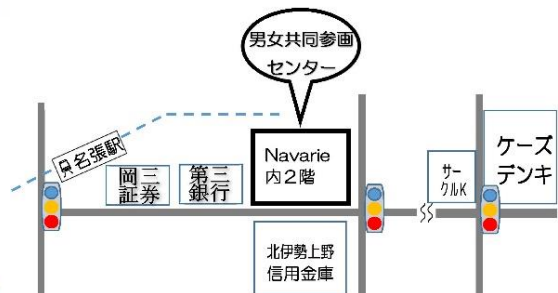 男女共同参画
センター
名張駅
岡三
証券
第三
銀行
Navarie
内2階
サー
クルK
ケーズ
デンキ
北伊勢上野
信用金庫